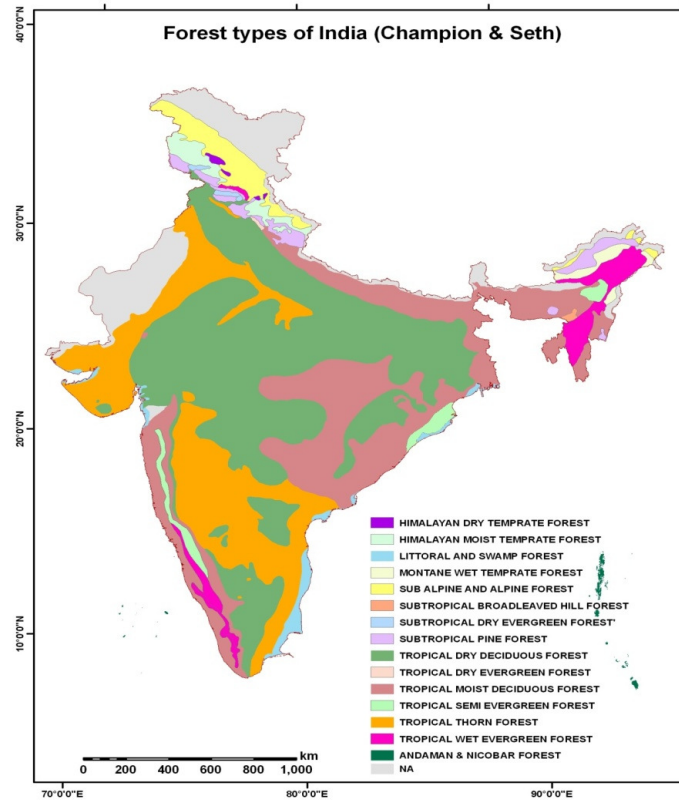 40°0'0"N
Forest types of India (Champion & Seth)
30°0'0"N
20°0'0"N
10°0'0"N
HIMALAYAN DRY TEMPRATE FOREST
HIMALAYAN MOIST TEMPRATE FOREST
LITTORAL AND SWAMP FOREST
MONTANE WET TEMPRATE FOREST
SUB ALPINE AND ALPINE FOREST
SUBTROPICAL BROADLEAVED HILL FOREST
SUBTROPICAL DRY EVERGREEN FOREST'
SUBTROPICAL PINE FOREST
TROPICAL DRY DECIDUOUS FOREST
TROPICAL DRY EVERGREEN FOREST
TROPICAL MOIST DECIDUOUS FOREST
TROPICAL SEMI EVERGREEN FOREST
TROPICAL THORN FOREST
TROPICAL WET EVERGREEN FOREST
ANDAMAN & NICOBAR FOREST
NA
km
0 200 400 600 800 1,000
70°0'0"E 80°0'0"E 90°0'0"E